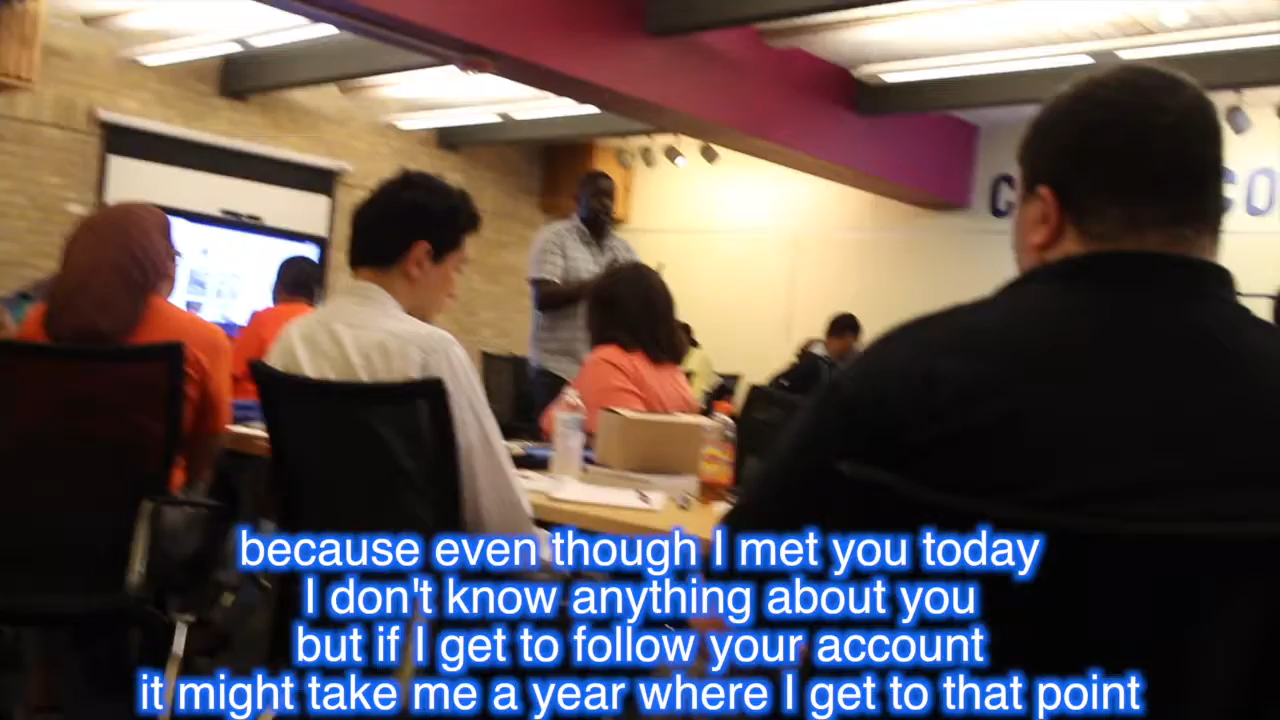 because even though I met you today
I don't know anything about you
but if I get to follow your account
it might take me a year where I get to that point